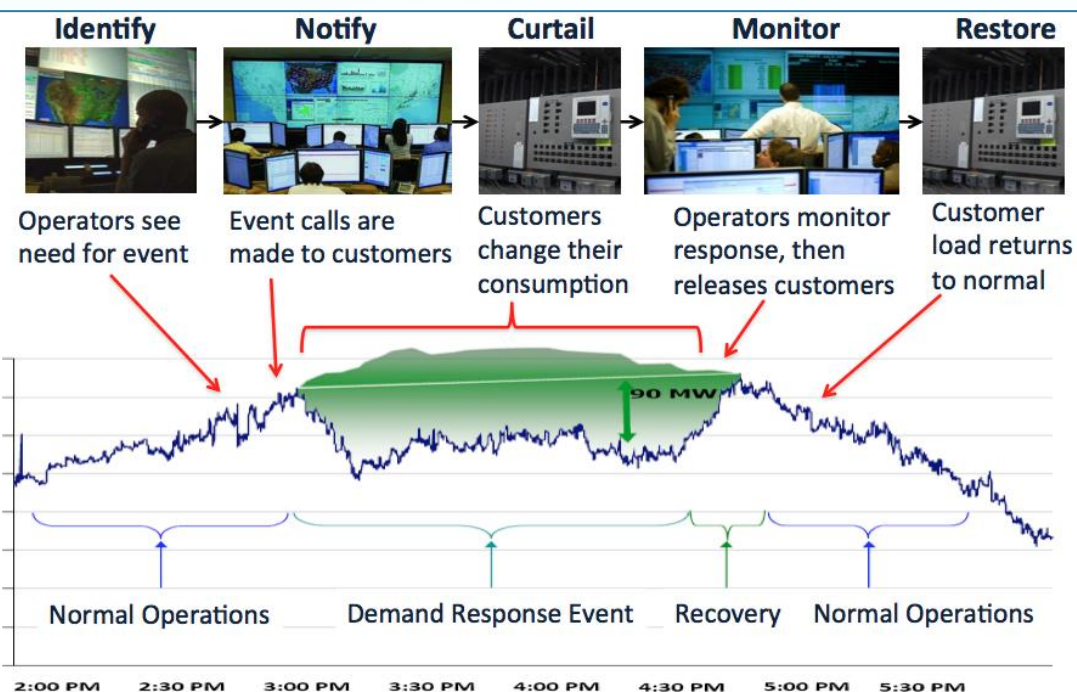 Identify
Notify
Curtail
Monitor
Restore
Operators see
need for event
Event calls are
made to customers
Customers
change their
consumption
Operators monitor
response, then
releases customers
Customer
load returns
to normal
90 MW
Normal Operations
Demand Response Event
Recovery
Normal Operations
2:00 PM
2:30 PM
3:00 PM
3:30 PM
4:00 PM
4:30 PM
5:00 PM
5:30 PM